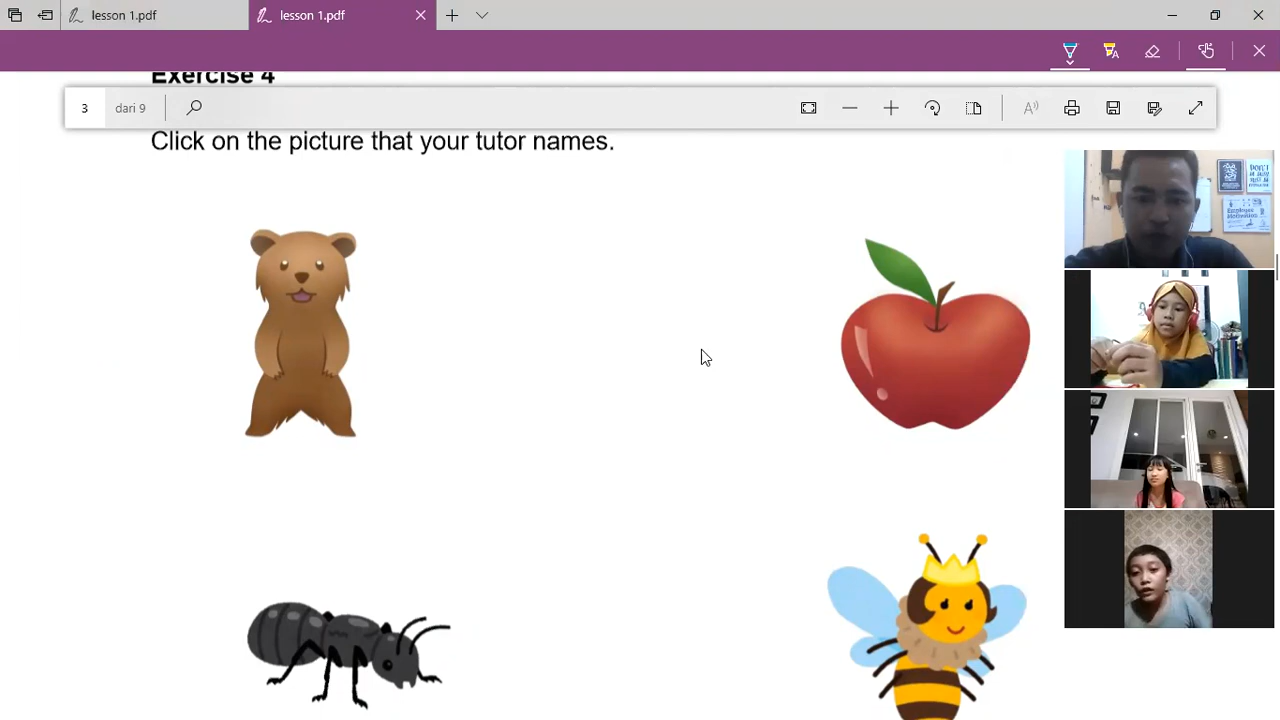 lesson 1.pdf
lesson 1.pdf
Exercise 4
3 dari 9
Click on the picture that your tutor names.